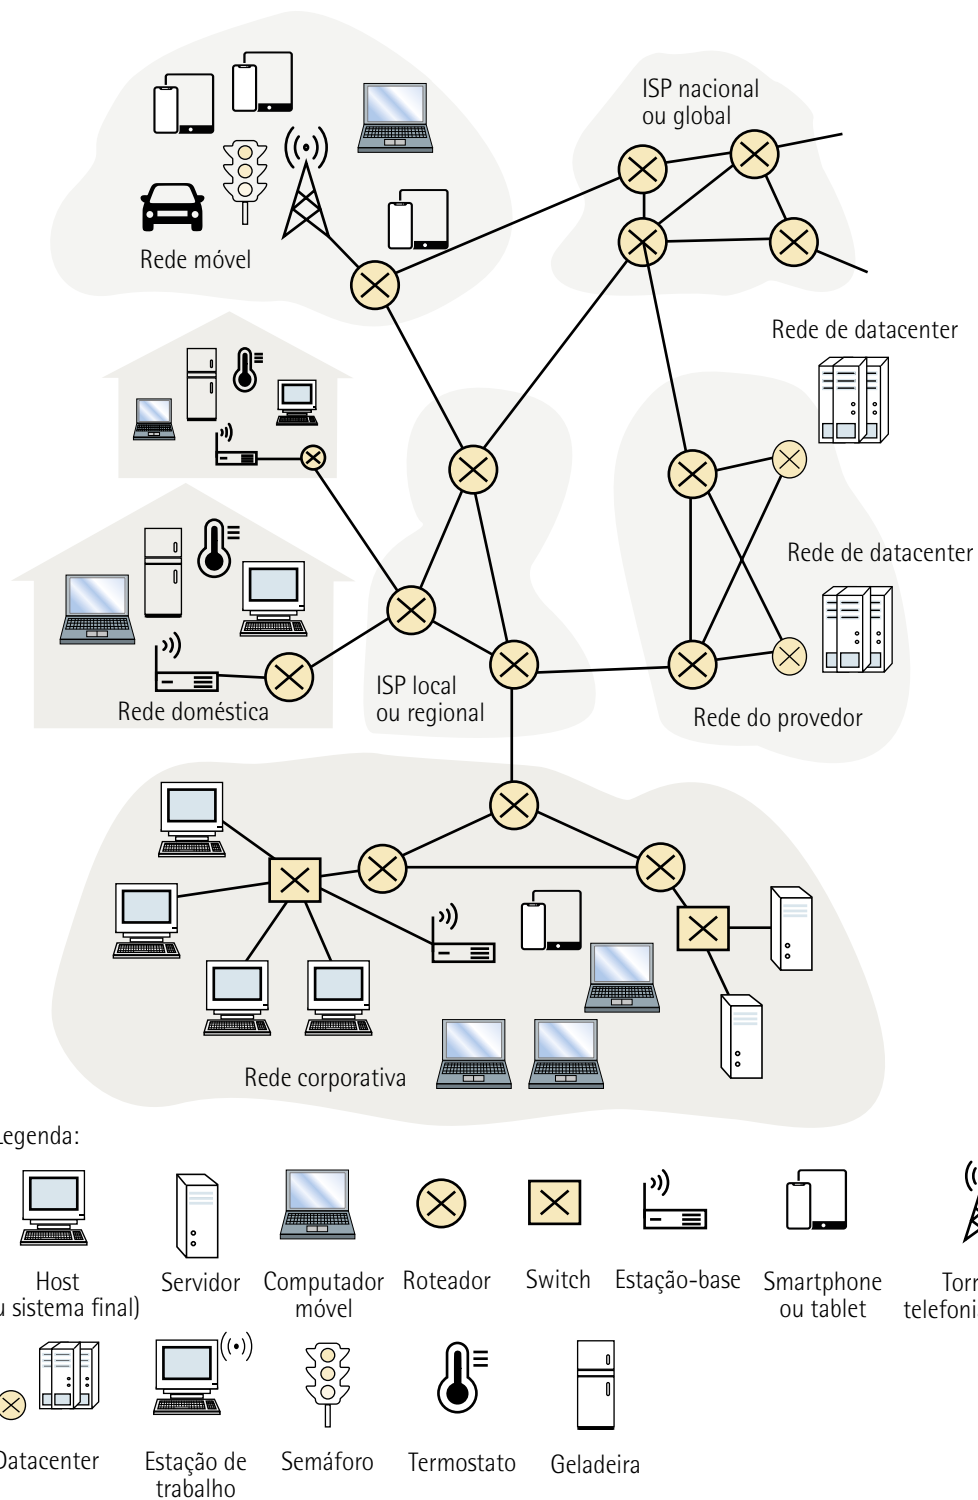 ISP nacional
ou global
Rede móvel
Rede de datacenter
Rede de datacenter
ISP local
ou regional
Rede doméstica
Rede do provedor
Rede corporativa
Legenda:
Host
u sistema final)
Servidor
Computador
móvel
Roteador
Switch
Estação-base
Smartphone
ou tablet
Torr
telefoni
Datacenter
Estação de
trabalho
Semáforo
Termostato
Geladeira